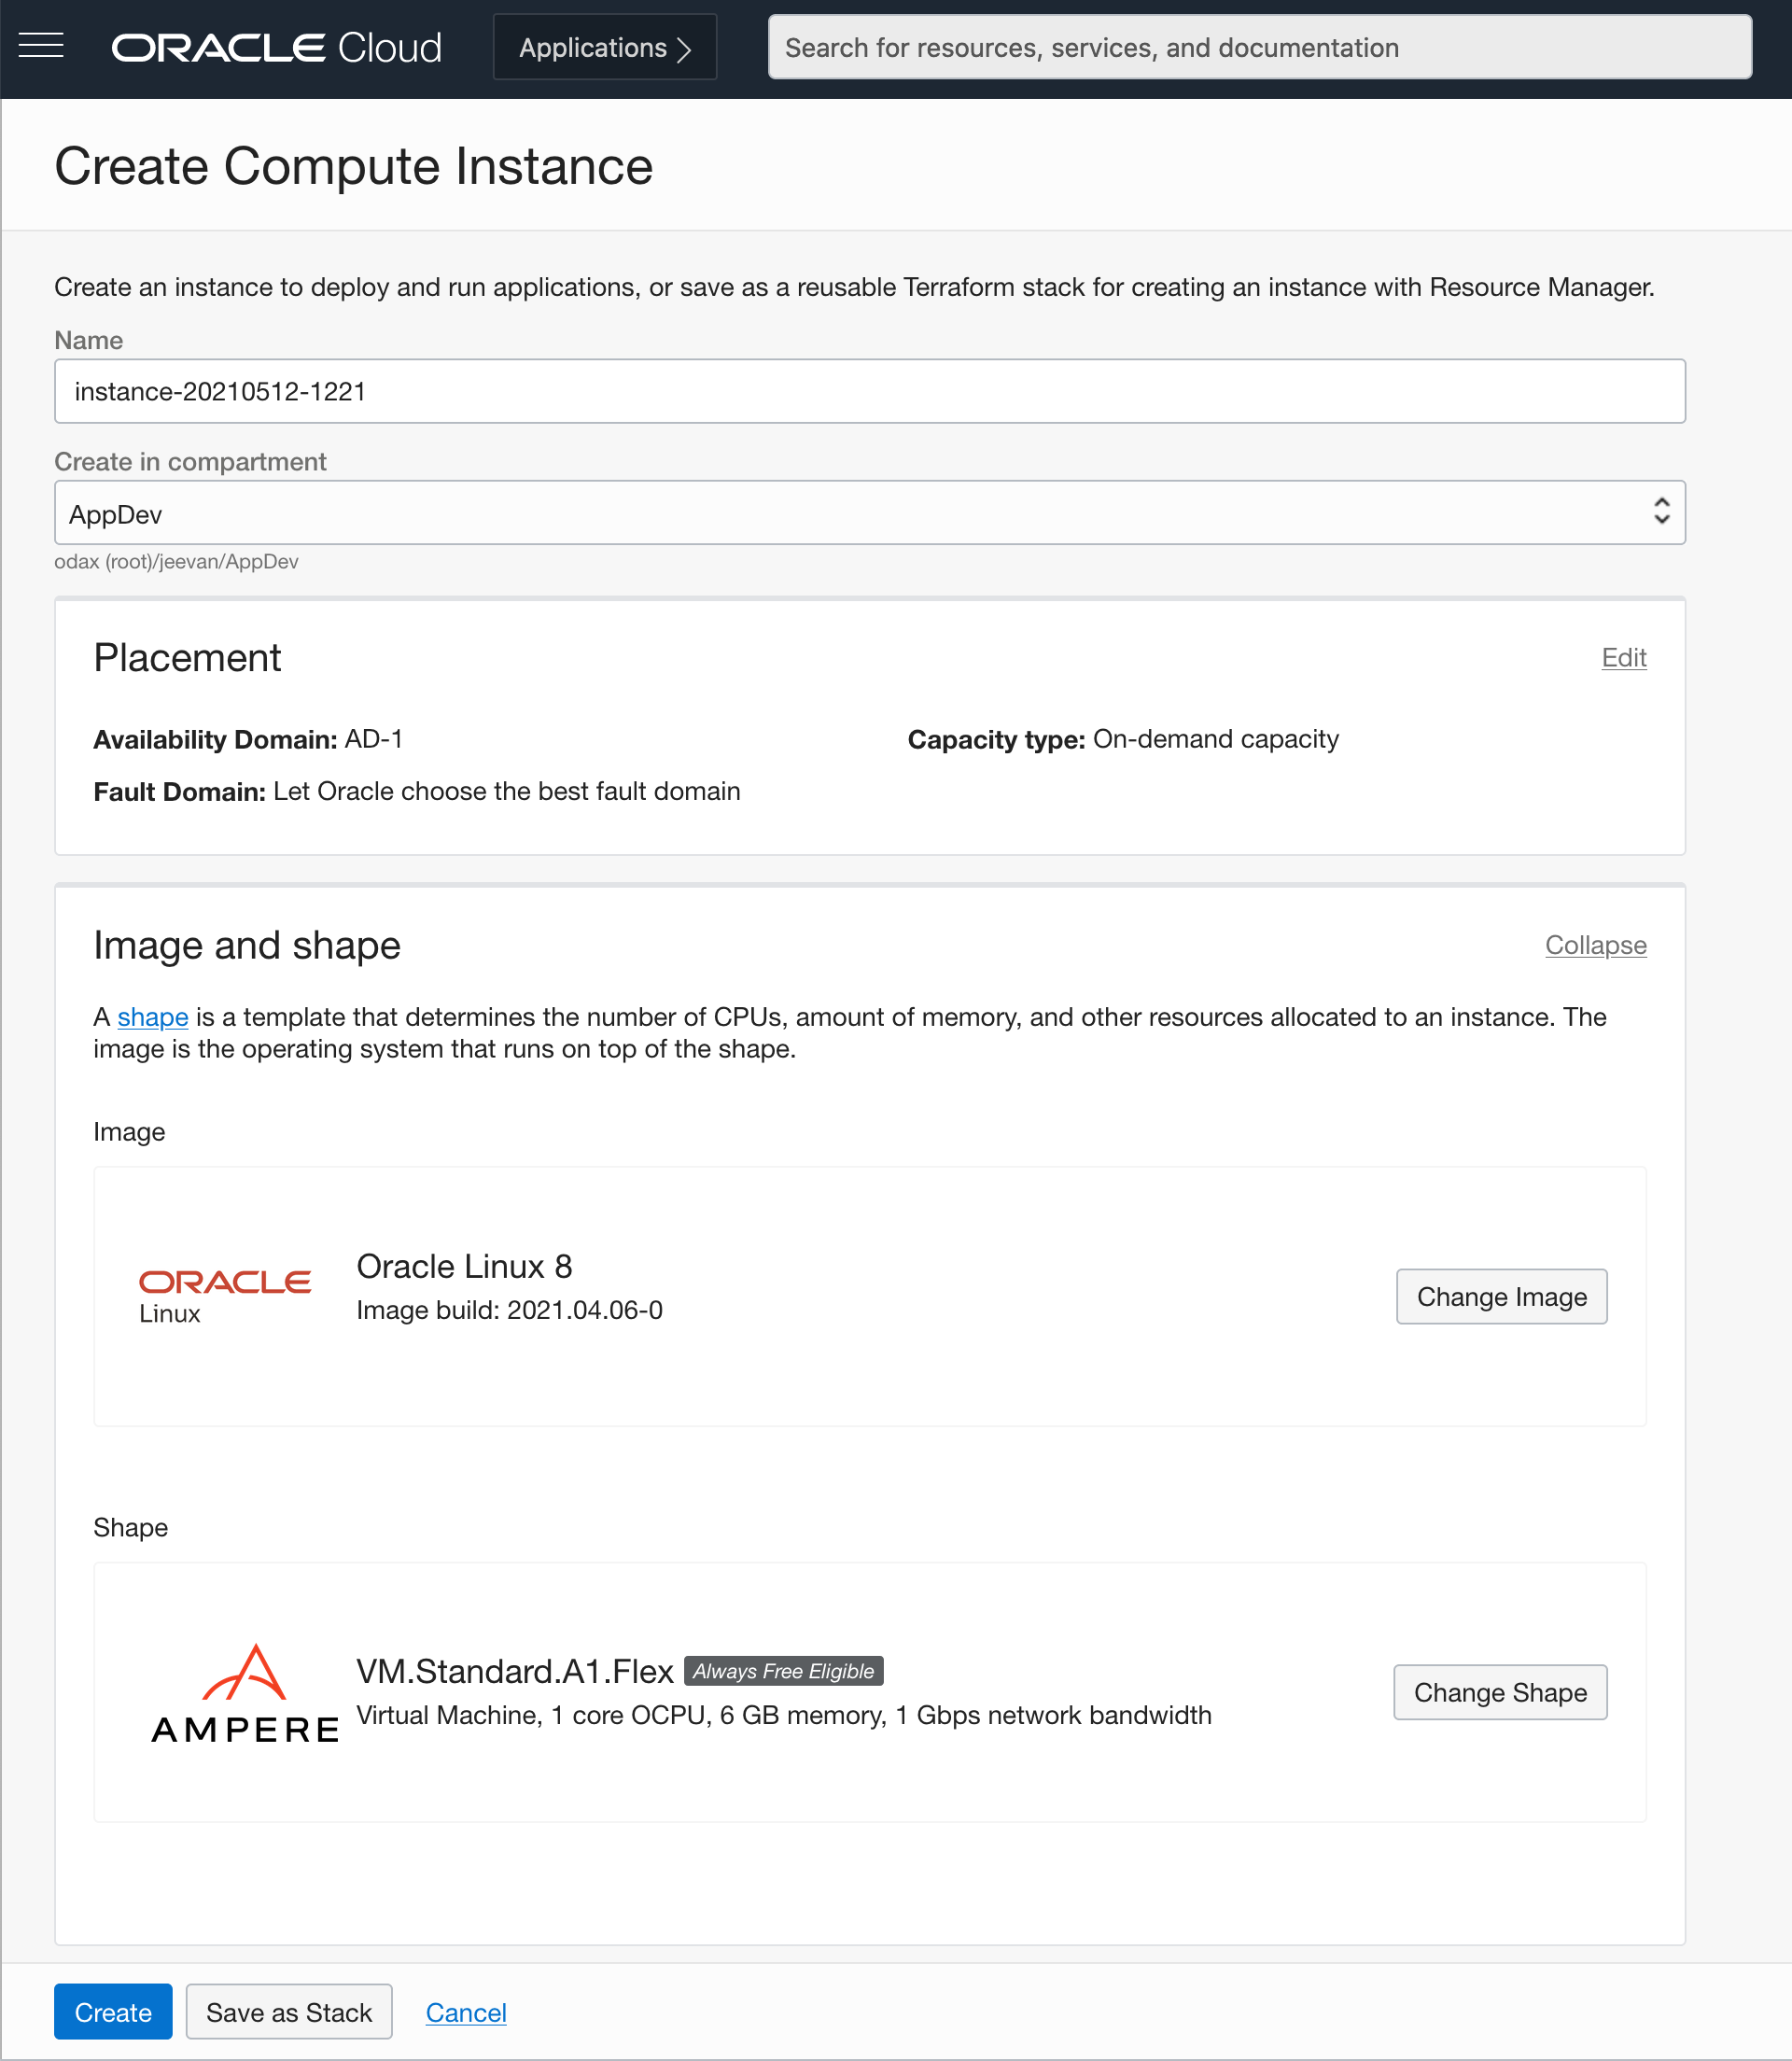 ORACLE Cloud
Applications
Search for resources, services, and documentation
Create Compute Instance
Create an instance to deploy and run applications, or save as a reusable Terraform stack for creating an instance with Resource Manager.
Name
instance-20210512-1221
Create in compartment
AppDev
odax (root)/jeevan/AppDev
Placement
Edit
Availability Domain: AD-1
Capacity type: On-demand capacity
Fault Domain: Let Oracle choose the best fault domain
Image and shape
Collapse
A shape is a template that determines the number of CPUs, amount of memory, and other resources allocated to an instance. The
image is the operating system that runs on top of the shape.
Image
ORACLE
Linux
Oracle Linux 8
Image build: 2021.04.06-0
Change Image
Shape
AMPERE
VM.Standard.A1.Flex Always Free Eligible
Virtual Machine, 1 core OCPU, 6 GB memory, 1 Gbps network bandwidth
Change Shape
Create
Save as Stack
Cancel